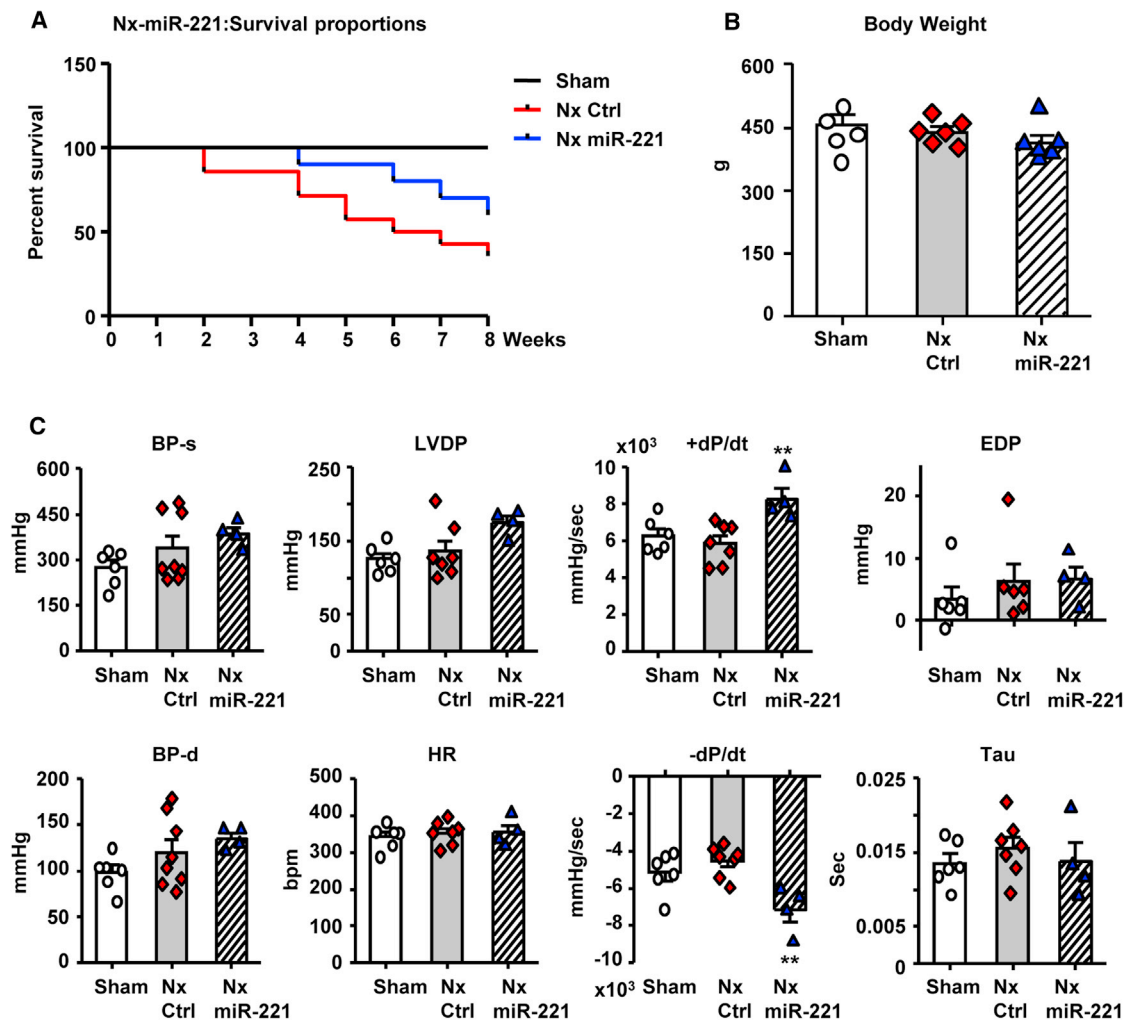 A
Nx-miR-221:Survival proportions
150
100
50
0
Percent survival
0 1 2 3 4 5 6 7 8 Weeks
Sham
Nx Ctrl
Nx miR-221
B
Body Weight
600
450
300
150
0
g
Sham
Nx
Ctrl
Nx
miR-221
C
BP-s
600
450
300
150
0
mmHg
Sham
Nx
Ctrl
Nx
miR-221
LVDP
250
150
50
0
mmHg
Sham
Nx
Ctrl
Nx
miR-221
x10³
+dP/dt
**
10
8
6
4
2
0
mmHg/sec
Sham
Nx
Ctrl
Nx
miR-221
EDP
20
10
0
mmHg
Sham
Nx
Ctrl
Nx
miR-221
BP-d
200
150
100
50
0
mmHg
Sham
Nx
Ctrl
Nx
miR-221
HR
500
400
300
200
100
0
bpm
Sham
Nx
Ctrl
Nx
miR-221
-dP/dt
0
-2
-4
-6
-8
-10
mmHg/sec
**
x10³
Sham
Nx
Ctrl
Nx
miR-221
Tau
0.025
0.015
0.005
0
Sec
Sham
Nx
Ctrl
Nx
miR-221